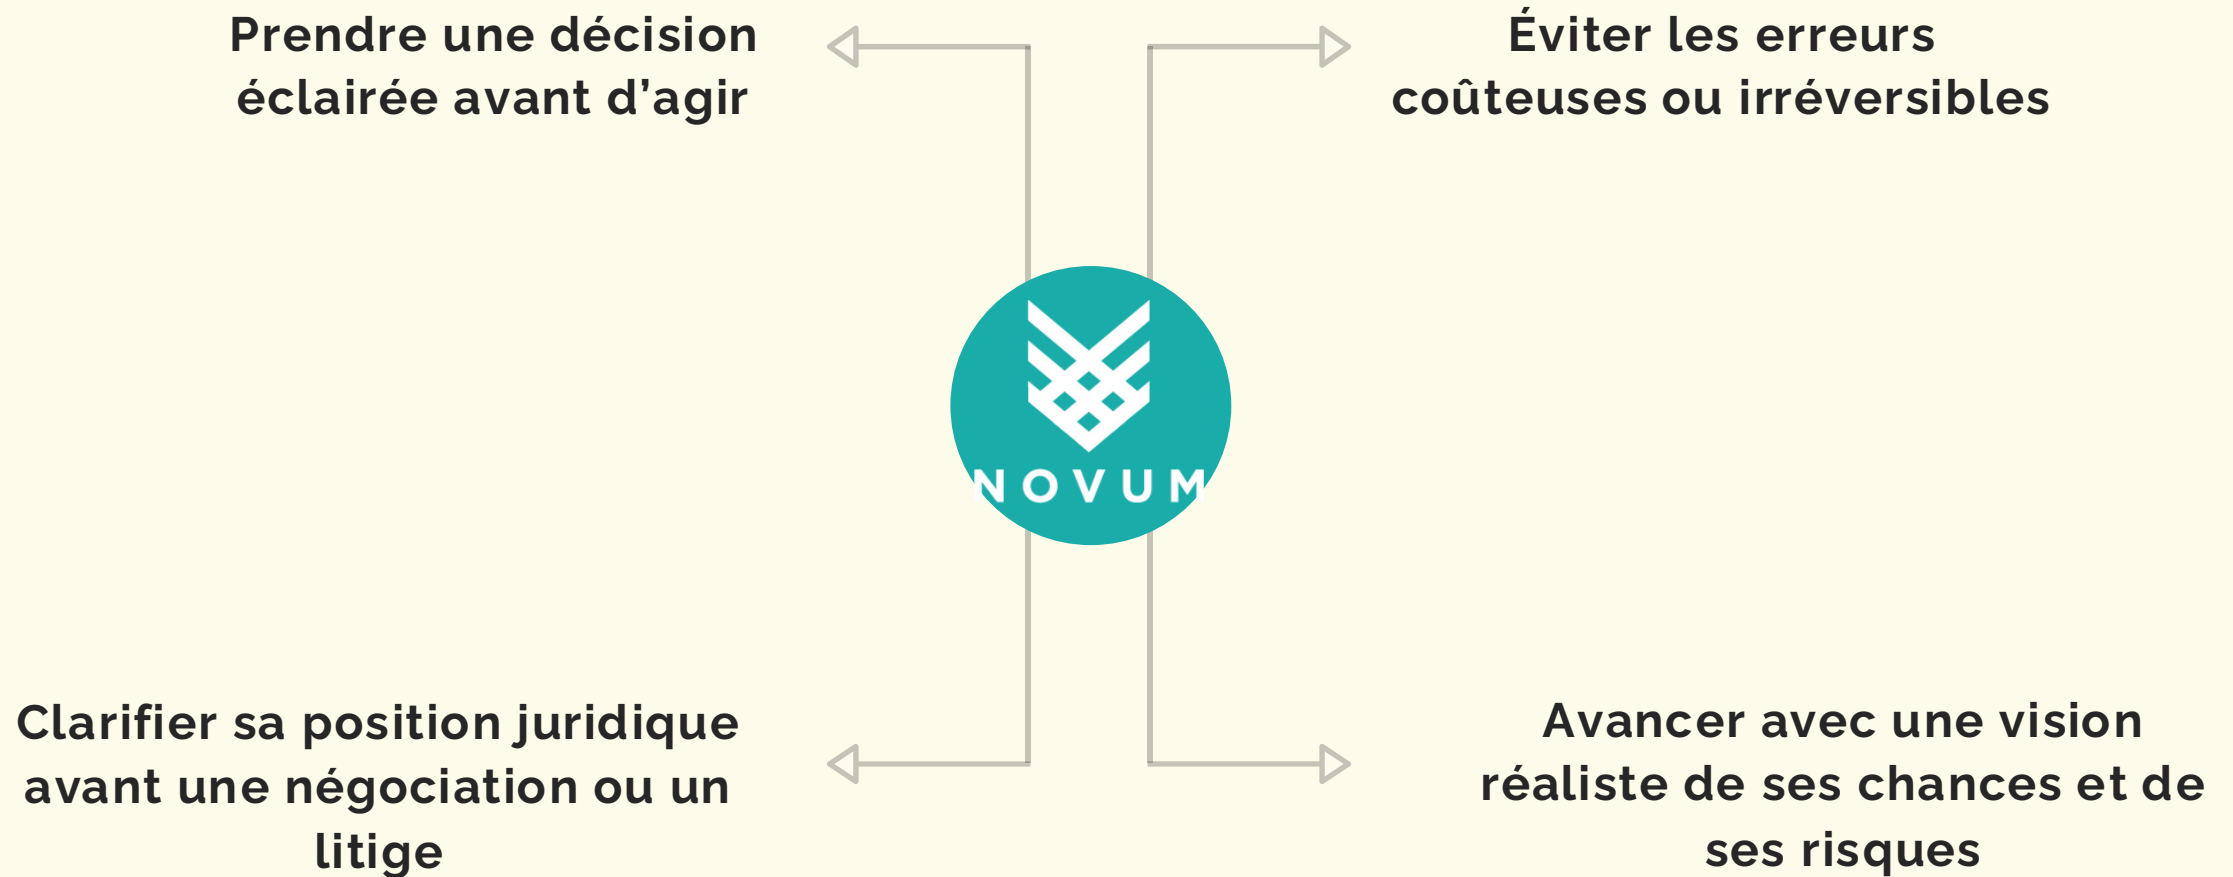 Prendre une décision
éclairée avant d’agir
Éviter les erreurs
coûteuses ou irréversibles
NOVUM
Clarifier sa position juridique
avant une négociation ou un
litige
Avancer avec une vision
réaliste de ses chances et de
ses risques